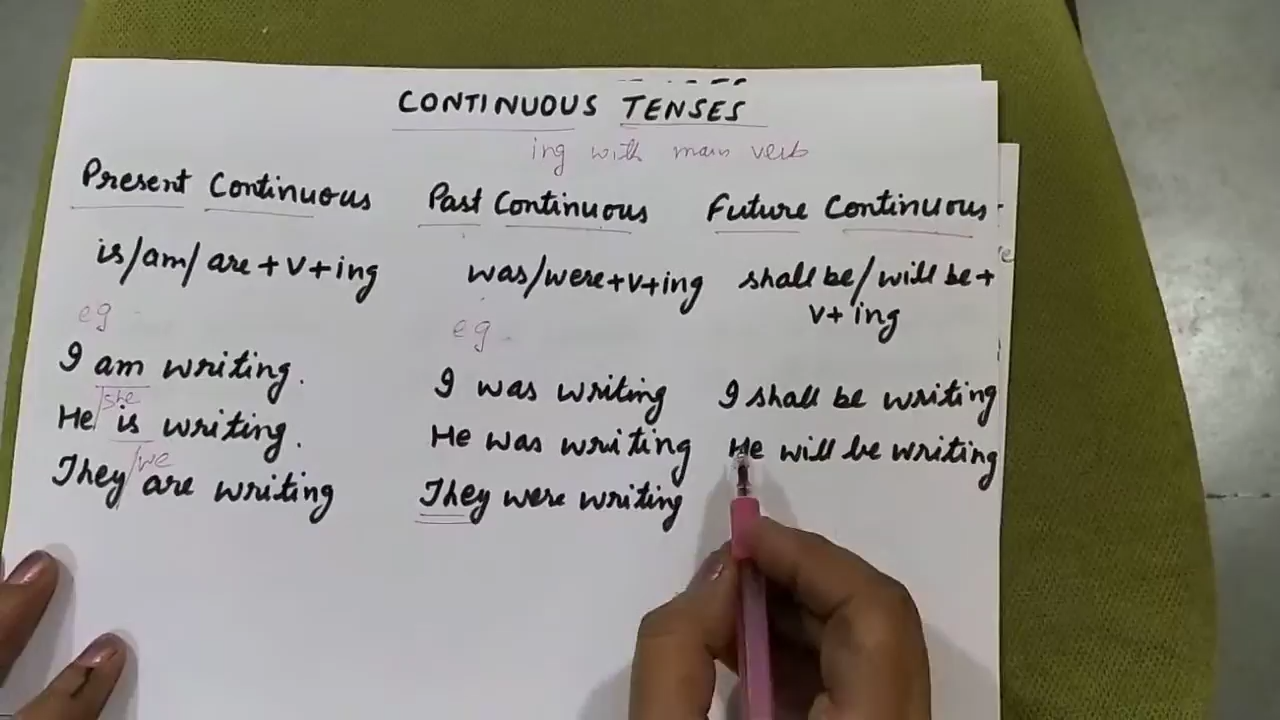 CONTINUOUS TENSES
ing with main verb
Present Continuous
is/am/are+v+ing
eg
I am writing.
she
He is writing.
we
They are writing
Past Continuous
was/were+v+ing
eg.
I was writing
He was writing
They were writing
Future Continuous
shall be/will be+
v+ing
I shall be writing
He will be writing